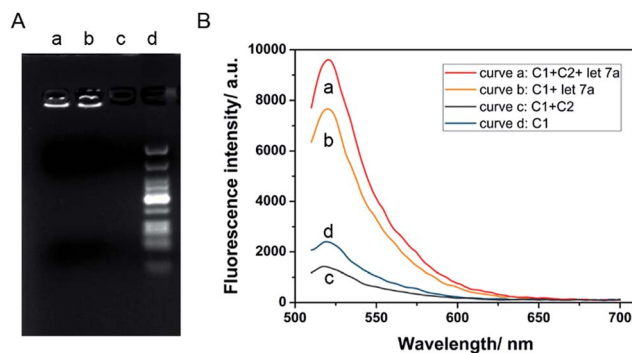 A
a b c d
B
10000
8000
6000
4000
2000
0
Fluorescence intensity/ a.u.
curve a: C1+C2+ let 7a
curve b: C1+ let 7a
curve c: C1+C2
curve d: C1
a
b
d
c
500 550 600 650 700
Wavelength/ nm